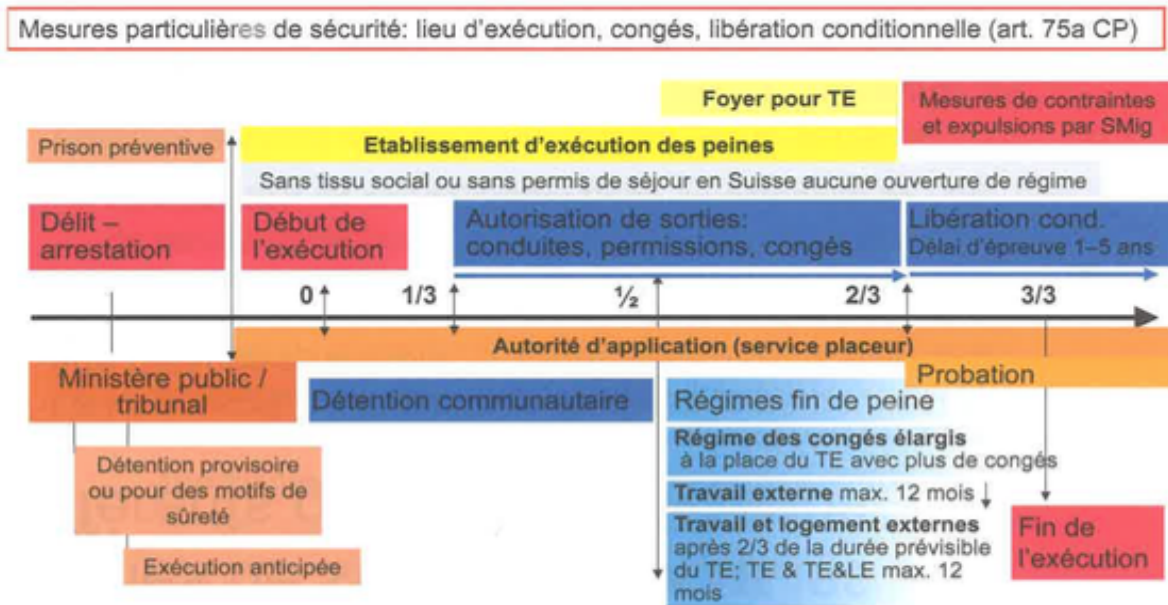 Mesures particulières de sécurité: lieu d'exécution, congés, libération conditionnelle (art. 75a CP)
Foyer pour TE
Mesures de contraintes
et expulsions par SMig
Prison préventive
Etablissement d'exécution des peines
Sans tissu social ou sans permis de séjour en Suisse aucune ouverture de régime
Délit –
arrestation
Début de
l'exécution
Autorisation de sorties:
conduites, permissions, congés
Libération cond.
Délai d'épreuve 1–5 ans
0
1/3
½
2/3
3/3
Autorité d'application (service placeur)
Ministère public /
tribunal
Détention communautaire
Régimes fin de peine
Probation
Régime des congés élargis
à la place du TE avec plus de congés
Travail externe max. 12 mois
Travail et logement externes
après 2/3 de la durée prévisible
du TE; TE & TE&LE max. 12
mois
Détention provisoire
ou pour des motifs de
sûreté
Exécution anticipée
Fin de
l'exécution